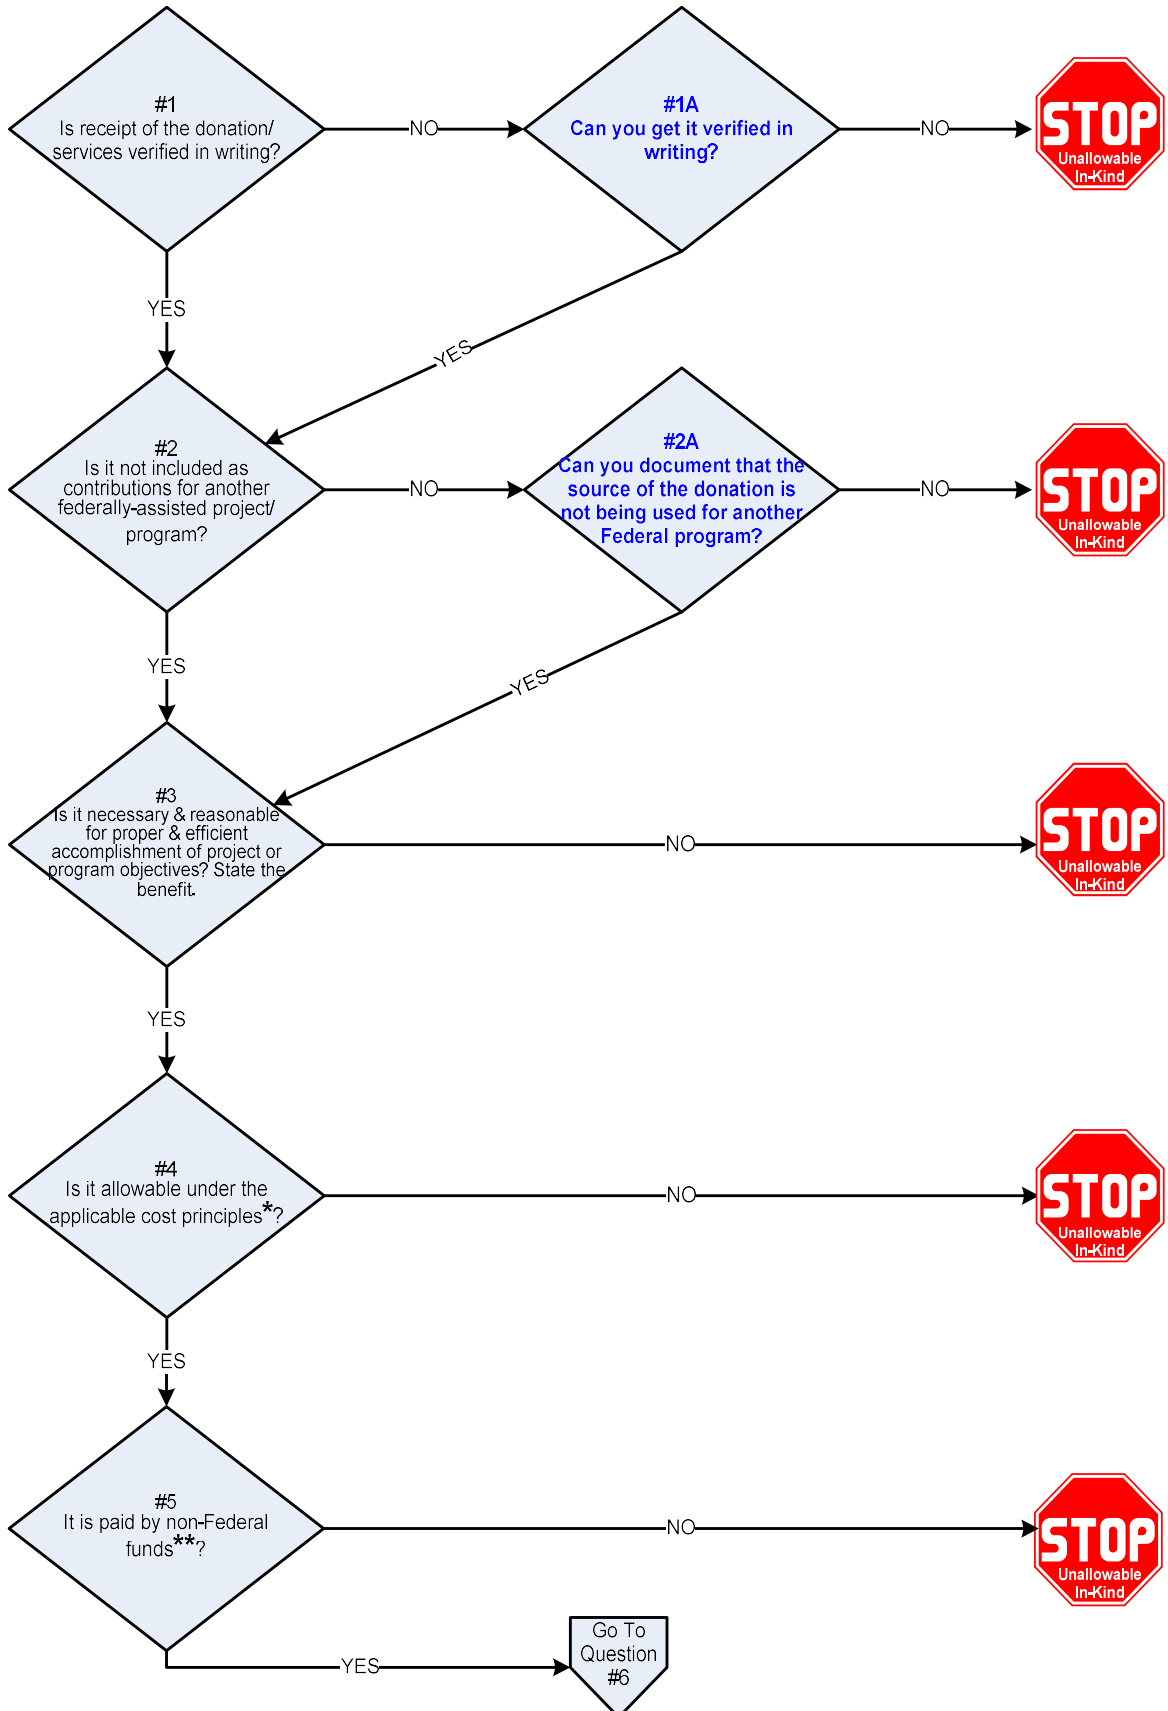 #1
Is receipt of the donation/
services verified in writing?
NO
#1A
Can you get it verified in
writing?
NO
STOP
Unallowable
In-Kind
YES
YES
#2
Is it not included as
contributions for another
federally-assisted project/
program?
NO
#2A
Can you document that the
source of the donation is
not being used for another
Federal program?
NO
STOP
Unallowable
In-Kind
YES
YES
#3
Is it necessary & reasonable
for proper & efficient
accomplishment of project or
program objectives? State the
benefit.
NO
STOP
Unallowable
In-Kind
YES
#4
Is it allowable under the
applicable cost principles*?
NO
STOP
Unallowable
In-Kind
YES
#5
It is paid by non-Federal
funds**?
NO
STOP
Unallowable
In-Kind
YES
Go To
Question
#6